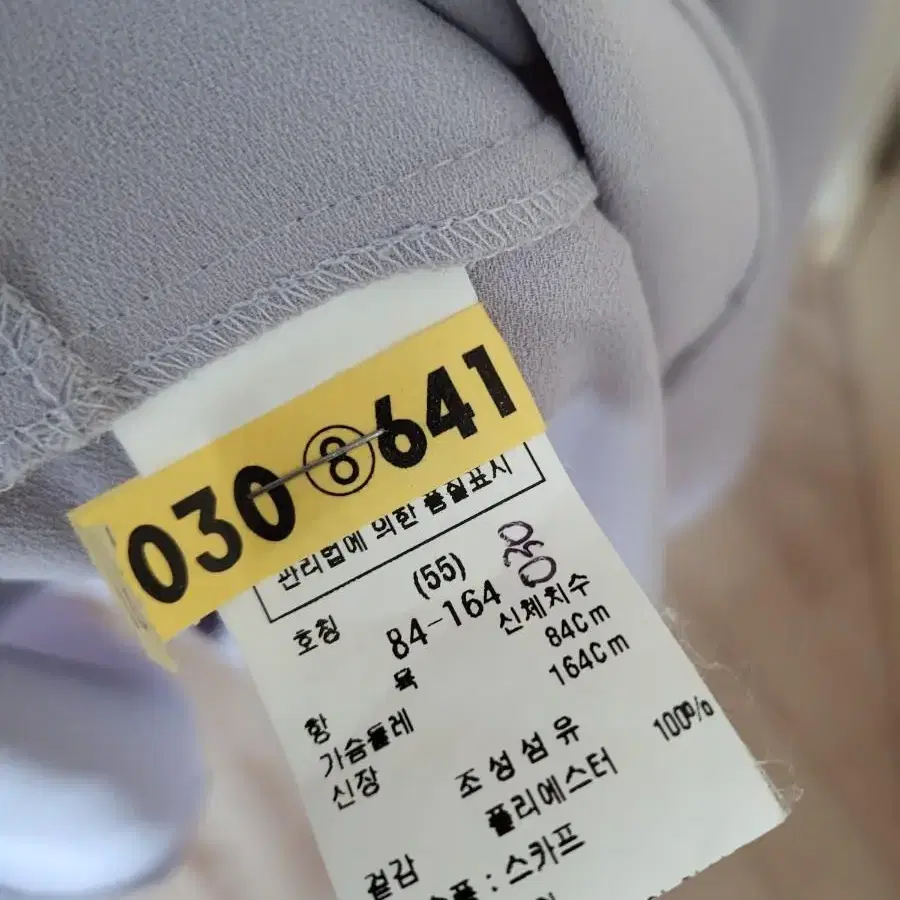 030 ⑧ 641
관리법에 의한 품질표시
호칭 (55)
84-164
항 목 신체치수
가슴둘레 84Cm
신장 164Cm
조성섬유
겉감 폴리에스터 100%
: 스카프